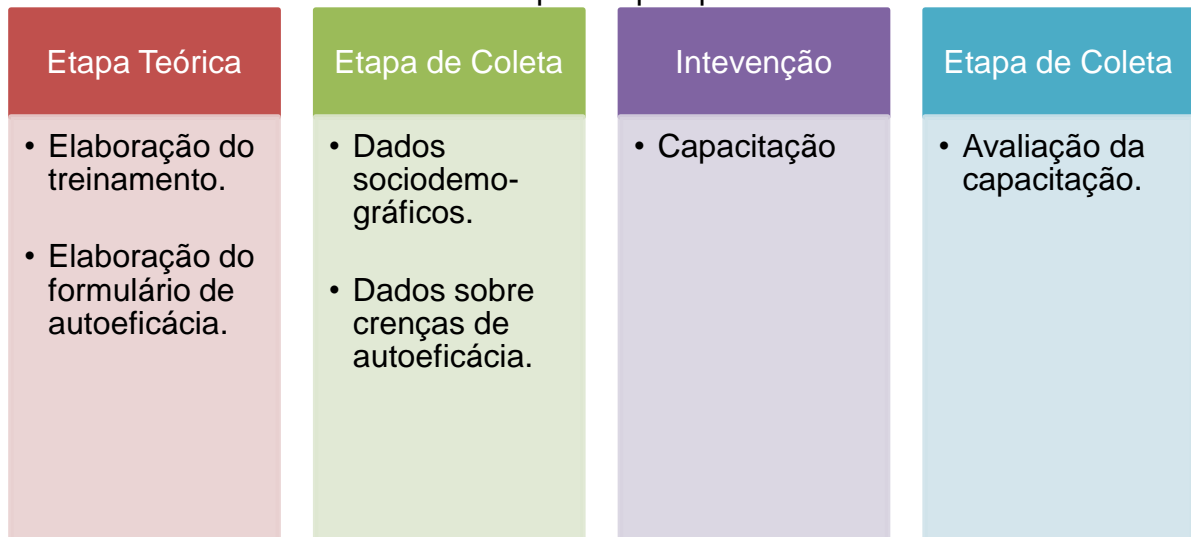 Etapa Teórica
• Elaboração do
treinamento.
• Elaboração do
formulário de
autoeficácia.
Etapa de Coleta
• Dados
sociodemo-
gráficos.
• Dados sobre
crenças de
autoeficácia.
Intevenção
• Capacitação
Etapa de Coleta
• Avaliação da
capacitação.